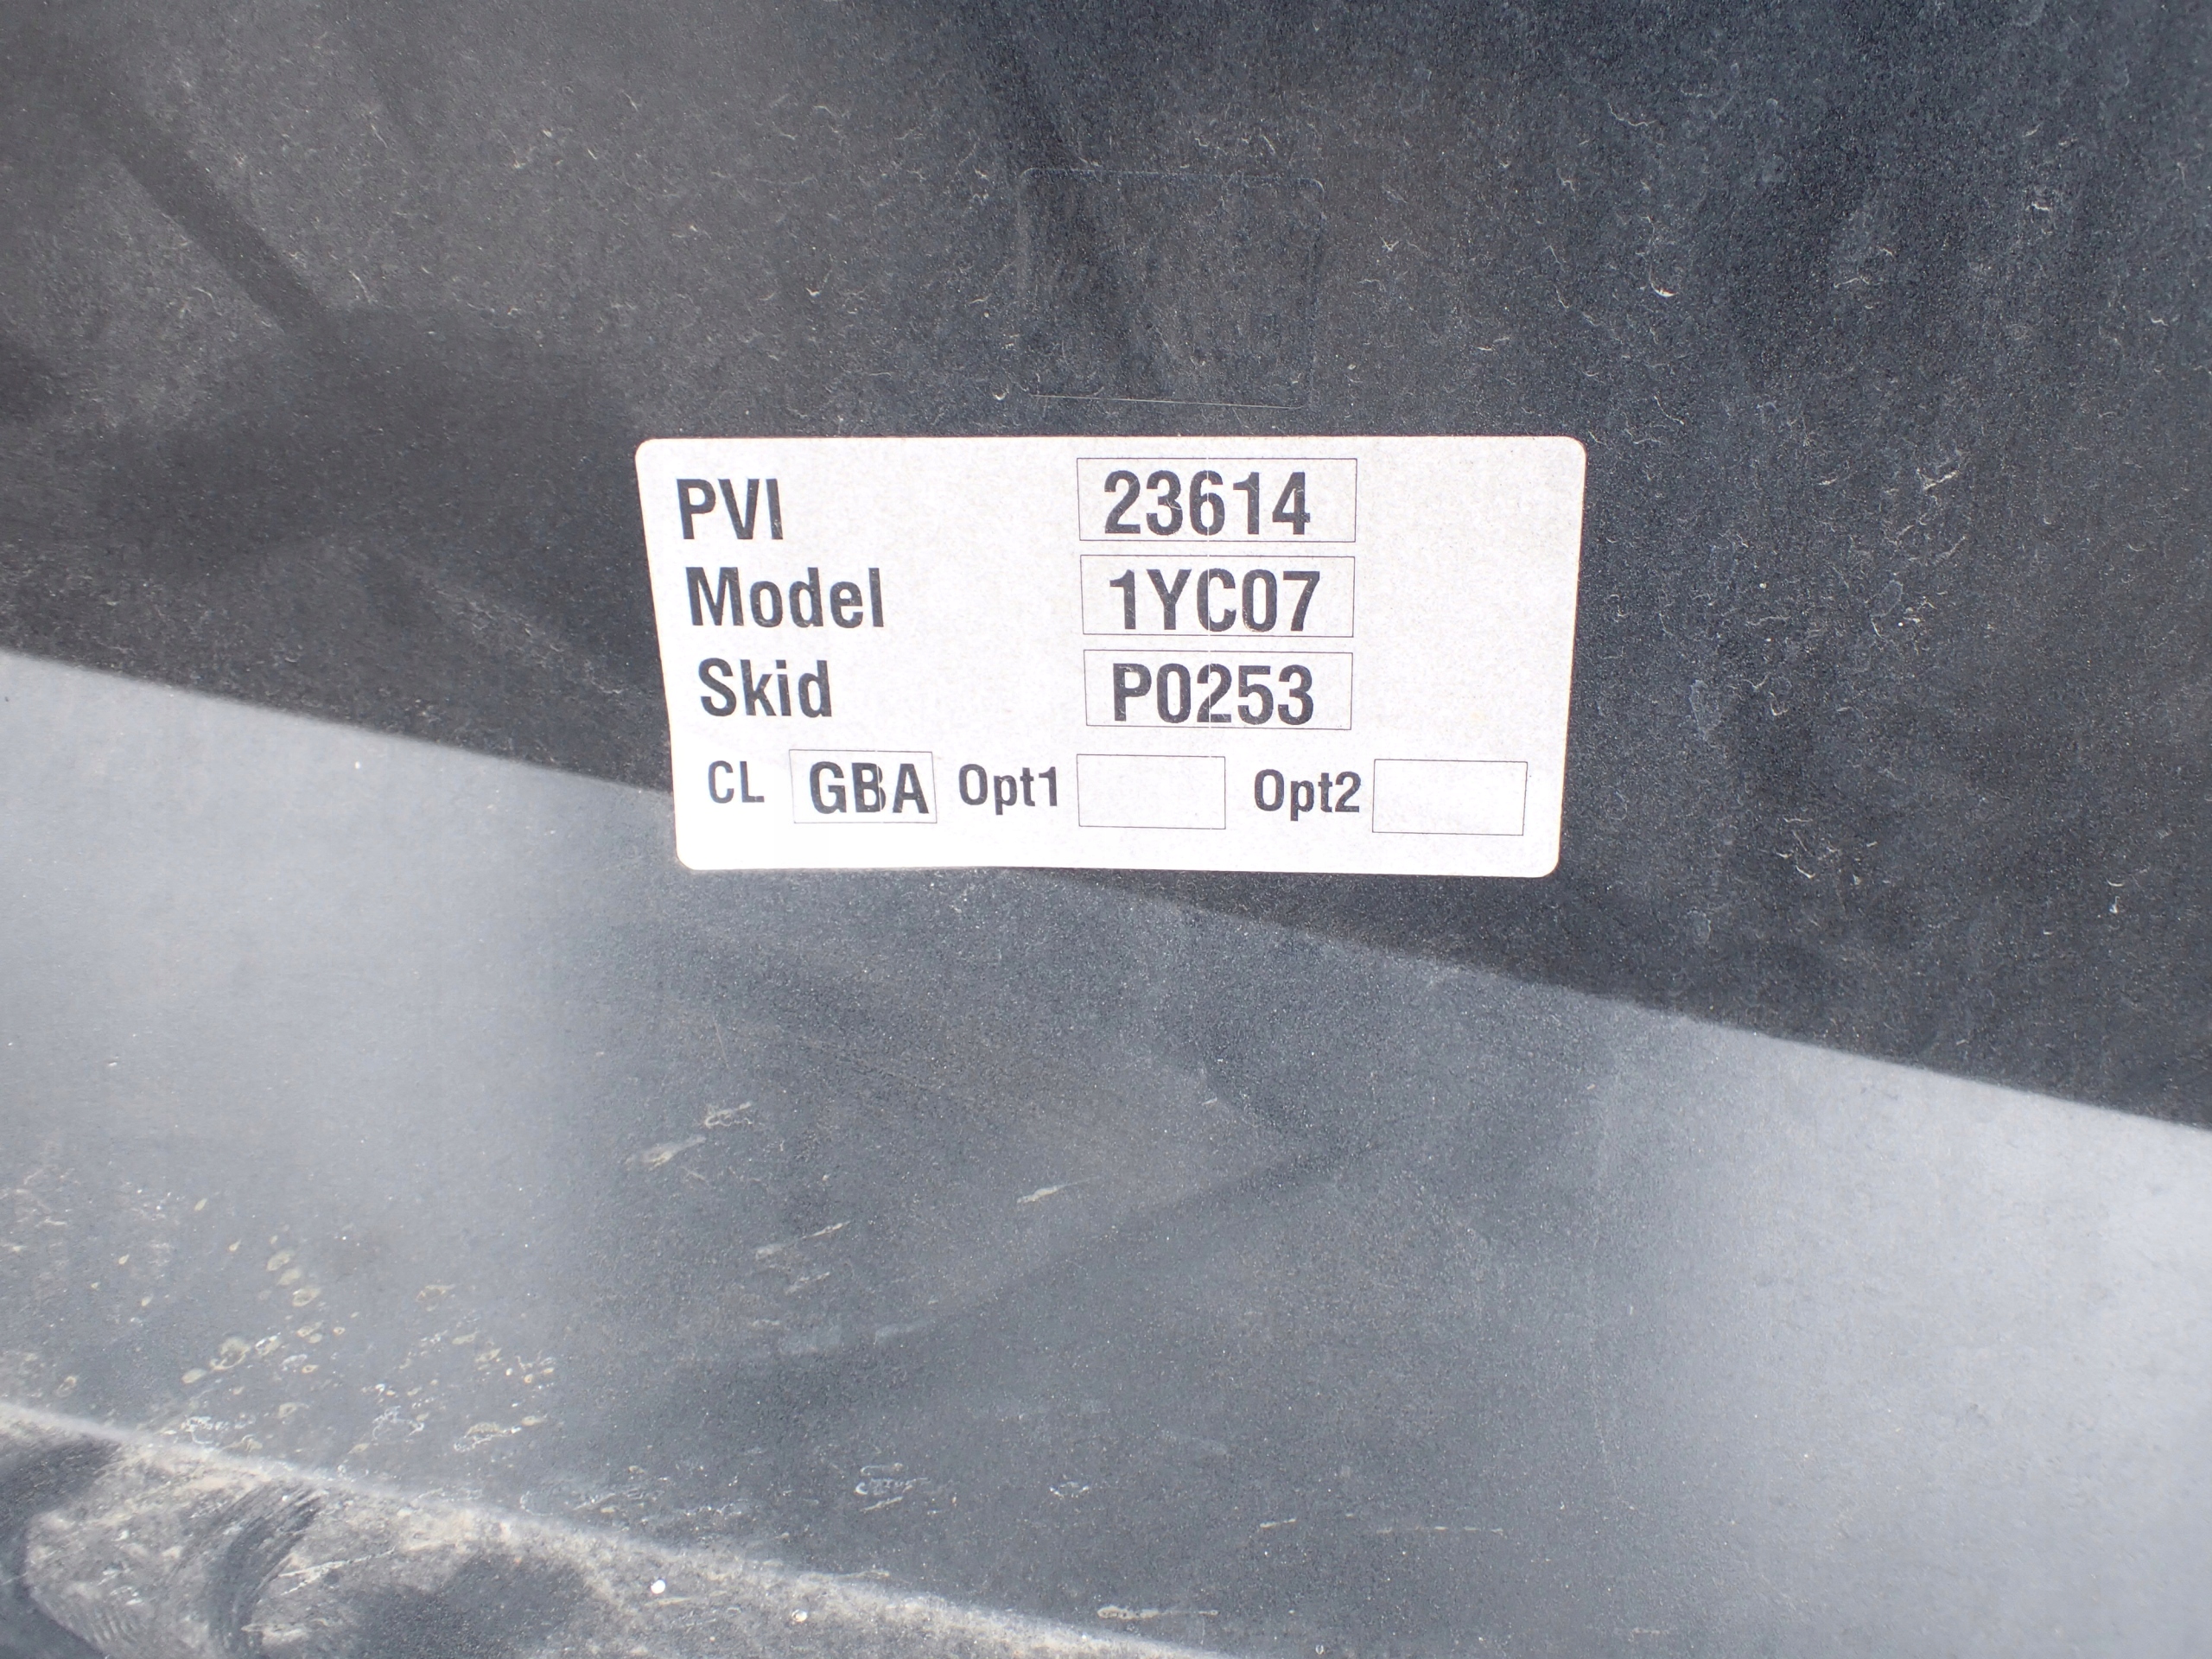 PVI 23614
Model 1YC07
Skid P0253
CL GBA Opt1 Opt2